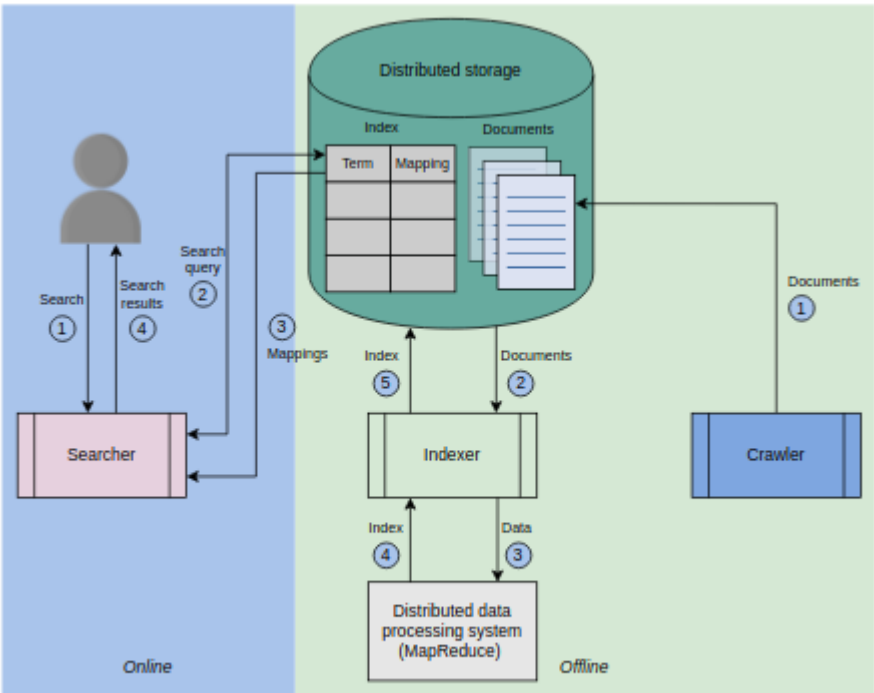 Distributed storage
Index
Documents
Term
Mapping
Search
query
2
Search
1
Search
results
4
3
Mappings
Index
5
Documents
2
Documents
1
Searcher
Indexer
Crawler
Index
4
Data
3
Distributed data
processing system
(MapReduce)
Online
Offline